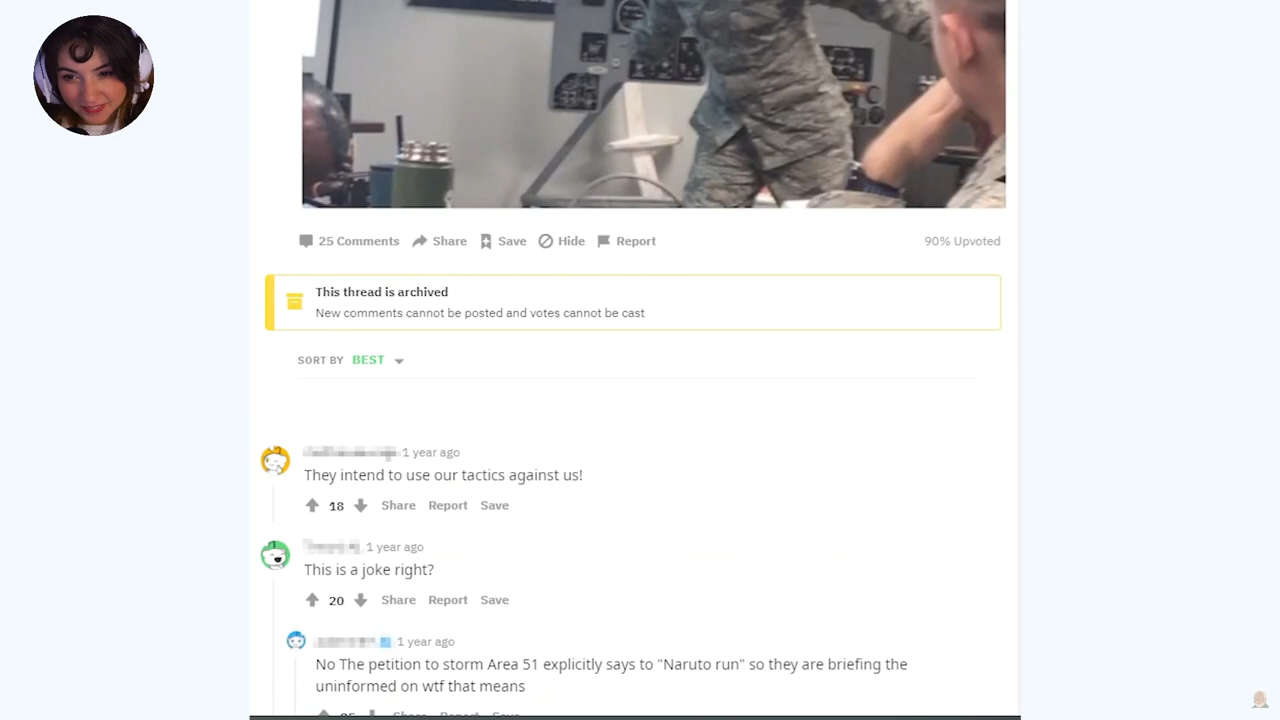 25 Comments Share Save Hide Report 90% Upvoted
This thread is archived
New comments cannot be posted and votes cannot be cast
SORT BY BEST
1 year ago
They intend to use our tactics against us!
18 Share Report Save
1 year ago
This is a joke right?
20 Share Report Save
1 year ago
No The petition to storm Area 51 explicitly says to "Naruto run" so they are briefing the
uninformed on wtf that means
Share Report Save